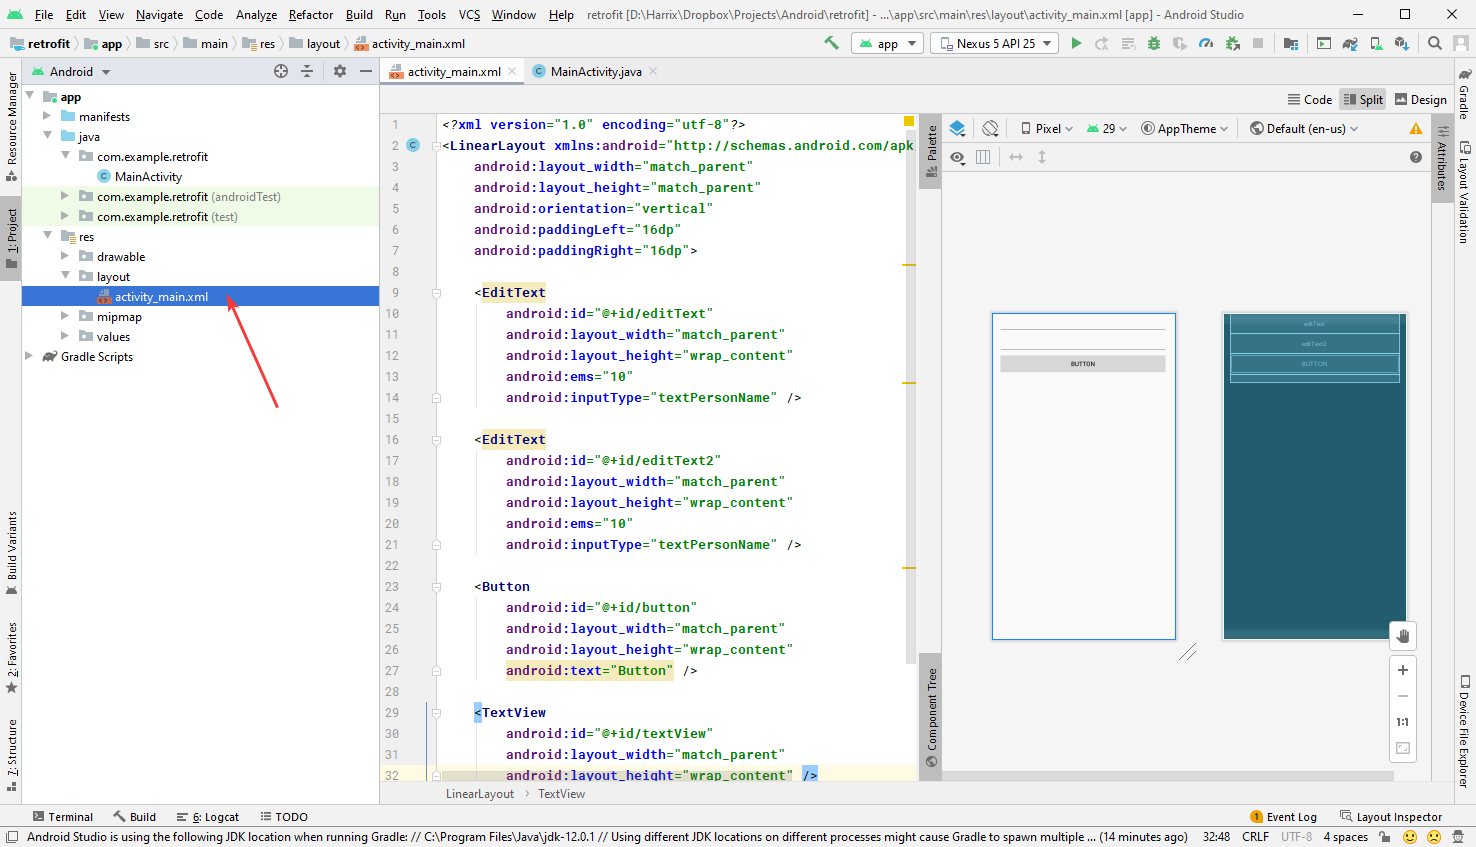 File Edit View Navigate Code Analyze Refactor Build Run Tools VCS Window Help retrofit [D:\Harrix\Dropbox\Projects\Android\retrofit] - ...\app\src\main\res\layout\activity_main.xml [app] - Android Studio
retrofit app src main res layout activity_main.xml app Nexus 5 API 25
Android
activity_main.xml MainActivity.java
Code Split Design
Resource Manager
1: Project
Build Variants
2: Favorites
7: Structure
app
manifests
java
com.example.retrofit
MainActivity
com.example.retrofit (androidTest)
com.example.retrofit (test)
res
drawable
layout
activity_main.xml
mipmap
values
Gradle Scripts
1 <?xml version="1.0" encoding="utf-8"?>
2 C <LinearLayout xmlns:android="http://schemas.android.com/apk
3 android:layout_width="match_parent"
4 android:layout_height="match_parent"
5 android:orientation="vertical"
6 android:paddingLeft="16dp"
7 android:paddingRight="16dp">
8
9 <EditText
10 android:id="@+id/editText"
11 android:layout_width="match_parent"
12 android:layout_height="wrap_content"
13 android:ems="10"
14 android:inputType="textPersonName" />
15
16 <EditText
17 android:id="@+id/editText2"
18 android:layout_width="match_parent"
19 android:layout_height="wrap_content"
20 android:ems="10"
21 android:inputType="textPersonName" />
22
23 <Button
24 android:id="@+id/button"
25 android:layout_width="match_parent"
26 android:layout_height="wrap_content"
27 android:text="Button" />
28
29 <TextView
30 android:id="@+id/textView"
31 android:layout_width="match_parent"
32 android:layout_height="wrap_content" />
LinearLayout > TextView
Palette
Component Tree
Pixel 29 AppTheme Default (en-us)
BUTTON
editText
editText2
BUTTON
1:1
Attributes
Gradle
Layout Validation
Device File Explorer
Terminal Build 6: Logcat TODO 1 Event Log Layout Inspector
Android Studio is using the following JDK location when running Gradle: // C:\Program Files\Java\jdk-12.0.1 // Using different JDK locations on different processes might cause Gradle to spawn multiple ... (14 minutes ago) 32:48 CRLF UTF-8 4 spaces